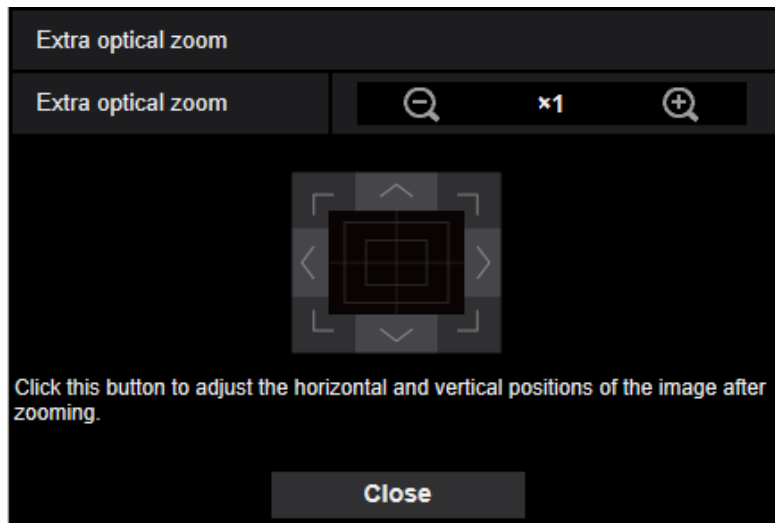 Extra optical zoom
Extra optical zoom
×1
Click this button to adjust the horizontal and vertical positions of the image after
zooming.
Close